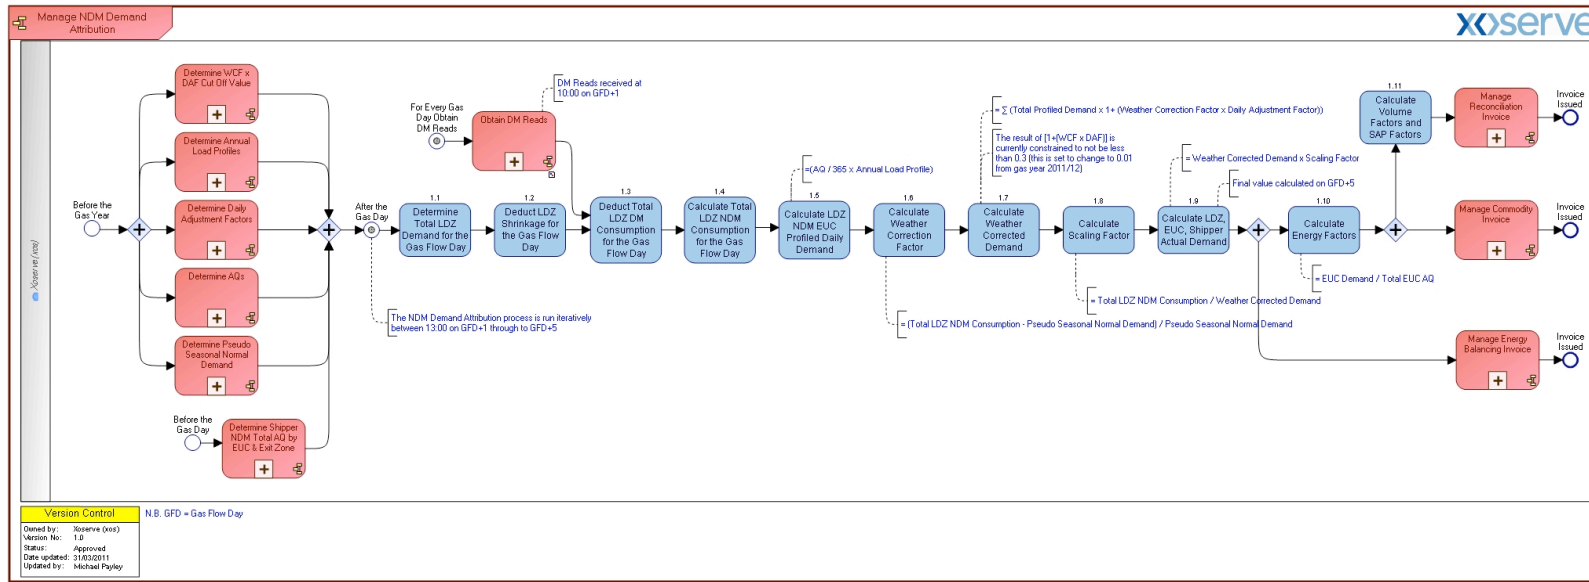 Manage NDM Demand
Attribution
xoserve
Xoserve (xos)
Before the
Gas Year
Determine WCF x
DAF Cut Off Value
Determine Annual
Load Profiles
Determine Daily
Adjustment Factors
Determine AQs
Determine Pseudo
Seasonal Normal
Demand
Before the
Gas Day
Determine Shipper
NDM Total AQ by
EUC & Exit Zone
After the
Gas Day
The NDM Demand Attribution process is run iteratively
between 13:00 on GFD+1 through to GFD+5
For Every Gas
Day Obtain
DM Reads
Obtain DM Reads
DM Reads received at
10:00 on GFD+1
1.1
Determine
Total LDZ
Demand for the
Gas Flow Day
1.2
Deduct LDZ
Shrinkage for
the Gas Flow
Day
1.3
Deduct Total
LDZ DM
Consumption
for the Gas
Flow Day
1.4
Calculate Total
LDZ NDM
Consumption
for the Gas
Flow Day
=(AQ / 365 x Annual Load Profile)
1.5
Calculate LDZ
NDM EUC
Profiled Daily
Demand
1.6
Calculate
Weather
Correction
Factor
= (Total LDZ NDM Consumption - Pseudo Seasonal Normal Demand) / Pseudo Seasonal Normal Demand
= ∑ (Total Profiled Demand x 1+ (Weather Correction Factor x Daily Adjustment Factor))
The result of [1+(WCF x DAF)] is
currently constrained to not be less
than 0.3 (this is set to change to 0.01
from gas year 2011/12)
1.7
Calculate
Weather
Corrected
Demand
1.8
Calculate
Scaling Factor
= Total LDZ NDM Consumption / Weather Corrected Demand
= Weather Corrected Demand x Scaling Factor
Final value calculated on GFD+5
1.9
Calculate LDZ,
EUC, Shipper
Actual Demand
1.10
Calculate
Energy Factors
= EUC Demand / Total EUC AQ
1.11
Calculate
Volume
Factors and
SAP Factors
Manage
Reconciliation
Invoice
Invoice
Issued
Manage Commodity
Invoice
Invoice
Issued
Manage Energy
Balancing Invoice
Invoice
Issued
Version Control
Owned by: Xoserve (xos)
Version No: 1.0
Status: Approved
Date updated: 31/03/2011
Updated by: Michael Payley
N.B. GFD = Gas Flow Day